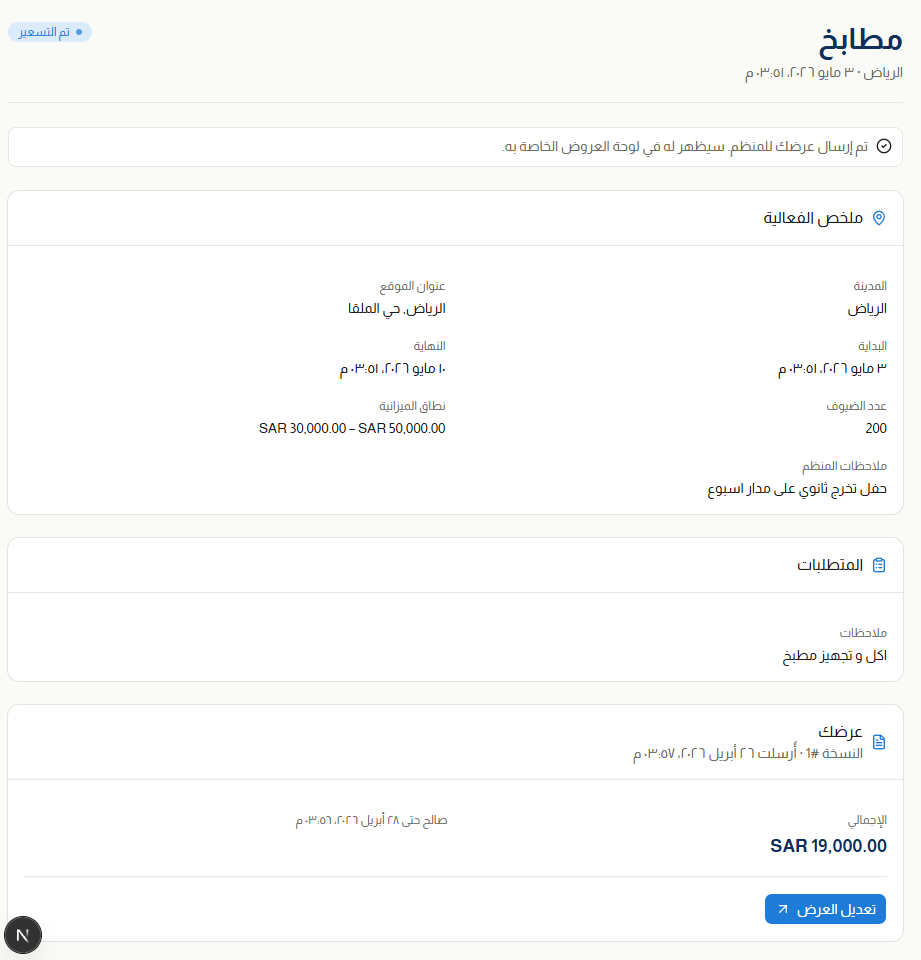 مطابخ
تم التسعير
الرياض · ٣ مايو ٢٠٢٦، ٠٣:٥١ م
تم إرسال عرضك للمنظم. سيظهر له في لوحة العروض الخاصة به.
ملخص الفعالية
المدينة
الرياض
عنوان الموقع
الرياض, حي الملقا
البداية
٣ مايو ٢٠٢٦، ٠٣:٥١ م
النهاية
١٠ مايو ٢٠٢٦، ٠٣:٥١ م
عدد الضيوف
200
نطاق الميزانية
SAR 30,000.00 – SAR 50,000.00
ملاحظات المنظم
حفل تخرج ثانوي على مدار اسبوع
المتطلبات
ملاحظات
اكل و تجهيز مطبخ
عرضك
النسخة #1 · أُرسلت ٢٦ أبريل ٢٠٢٦، ٠٣:٥٧ م
الإجمالي
SAR 19,000.00
صالح حتى ٢٨ أبريل ٢٠٢٦، ٠٣:٥٦ م
تعديل العرض
N